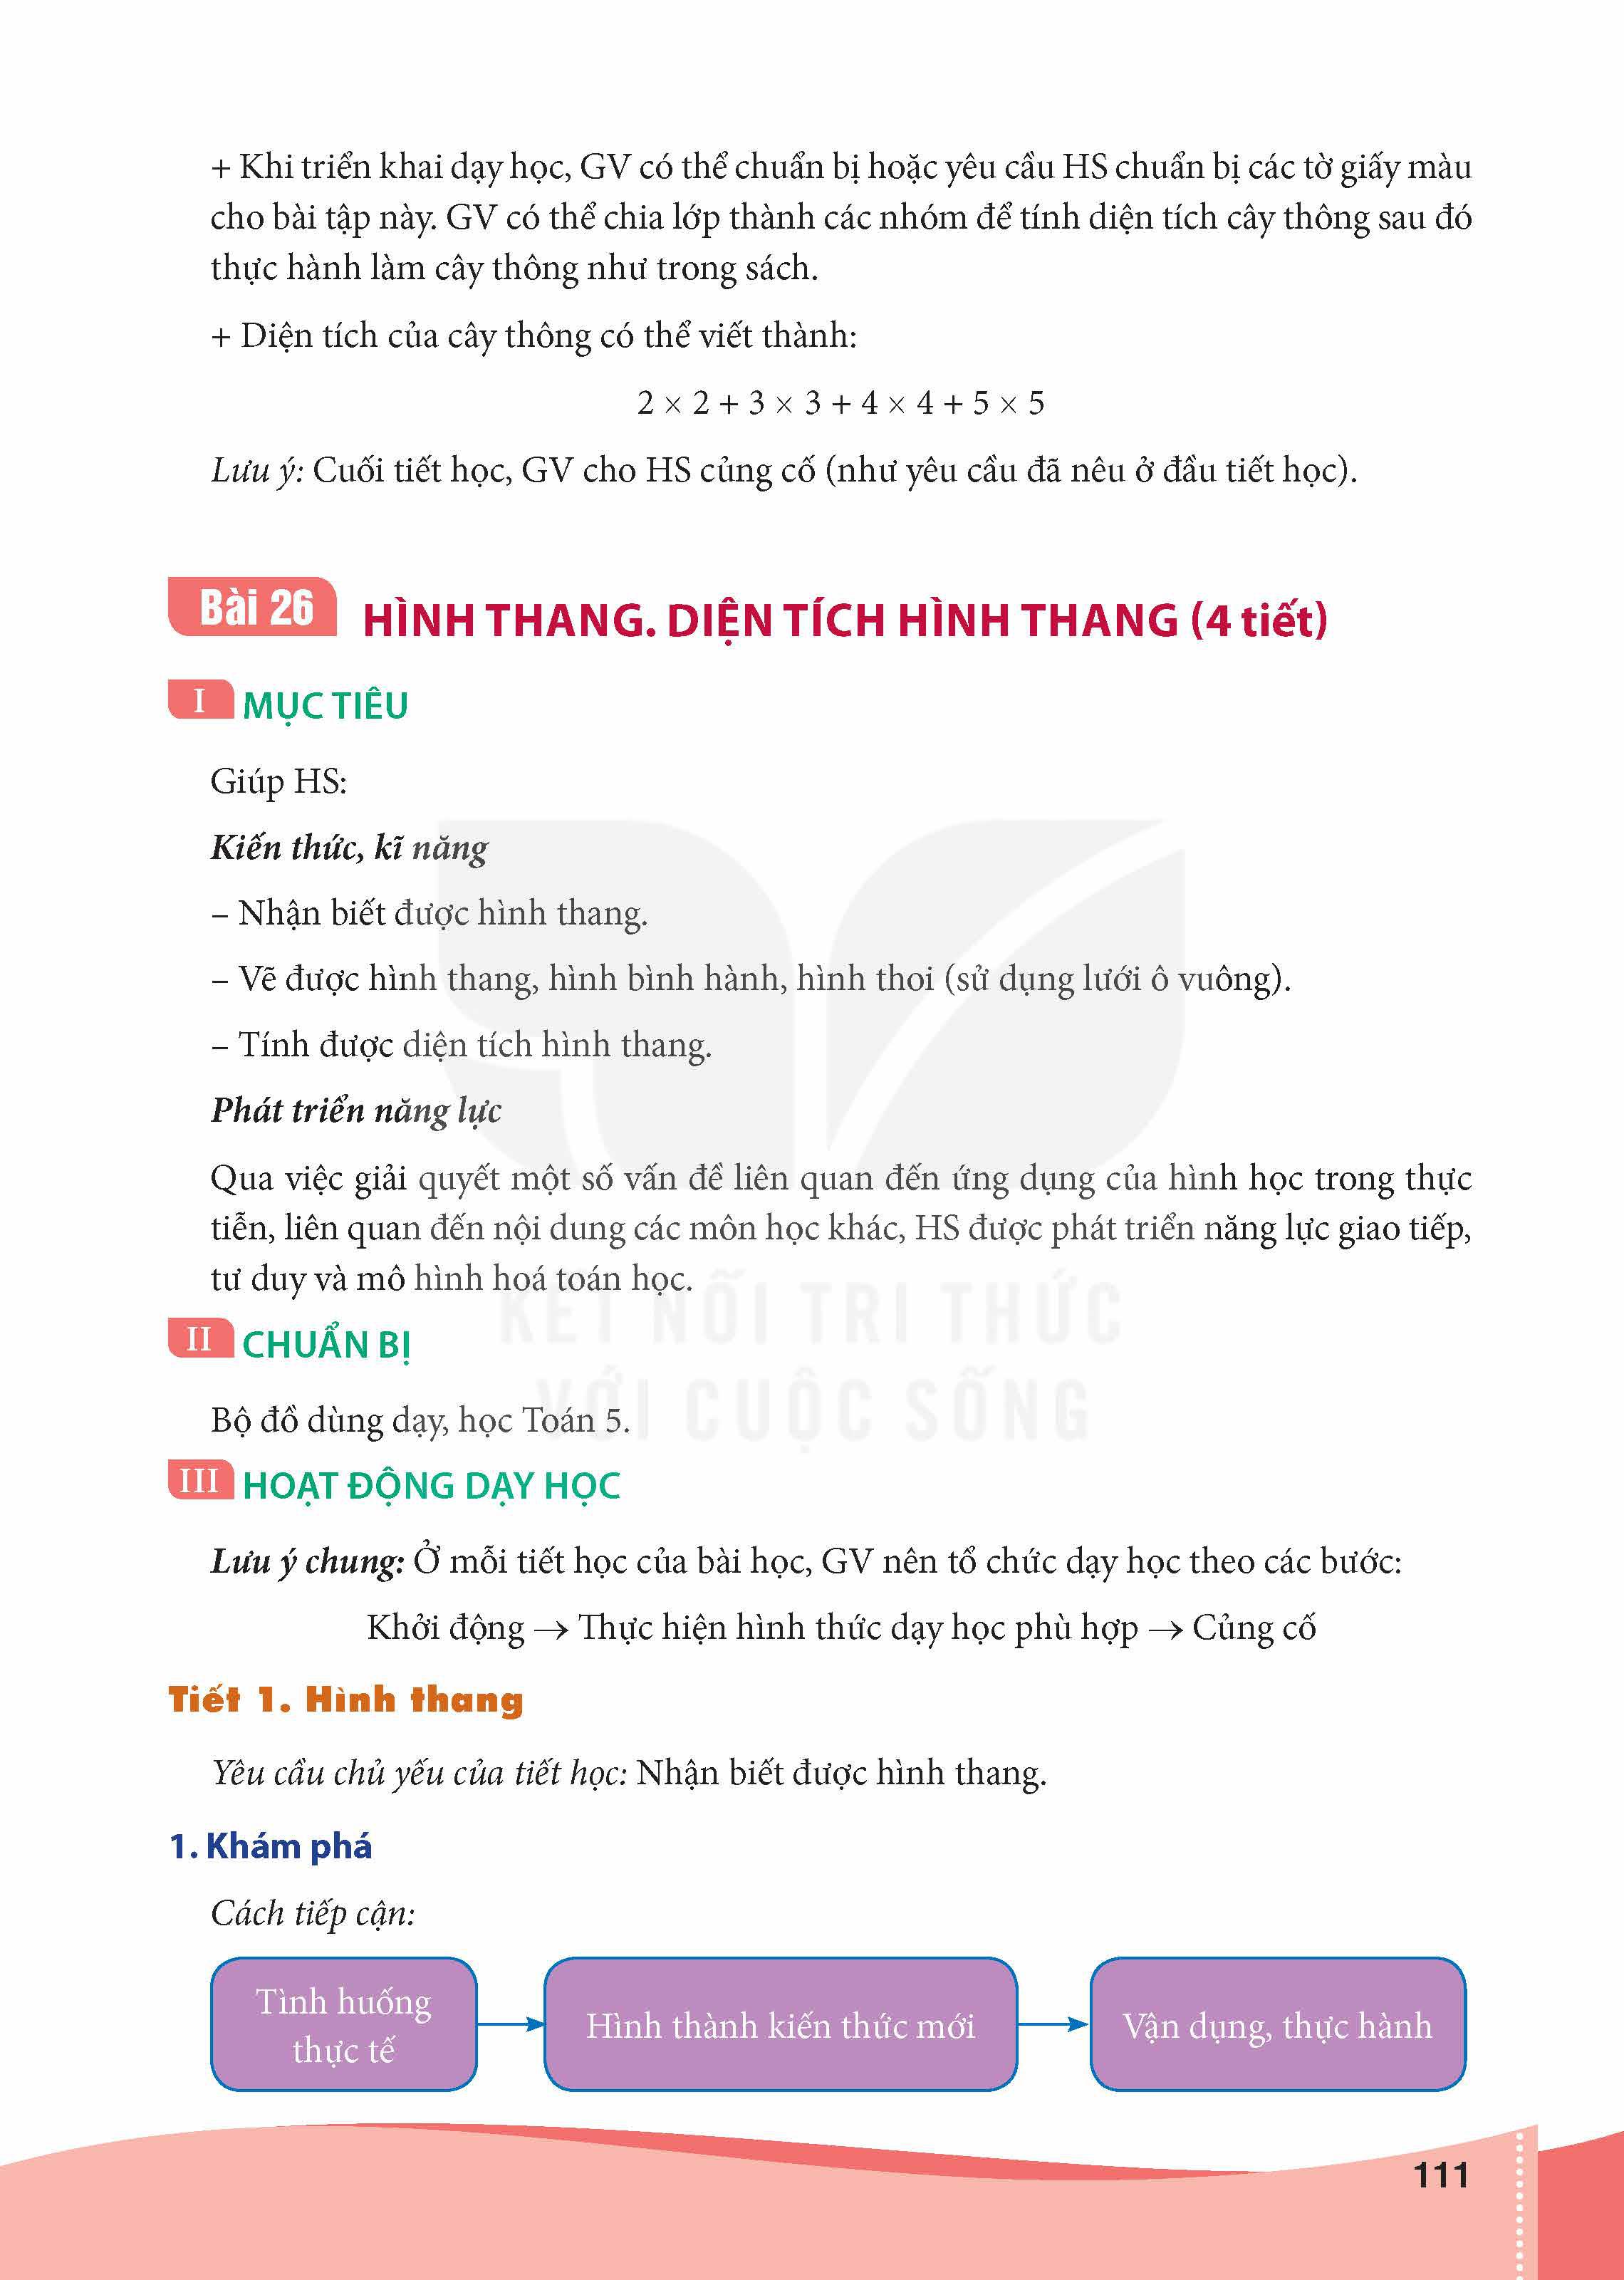 + Khi triển khai dạy học, GV có thể chuẩn bị hoặc yêu cầu HS chuẩn bị các tờ giấy màu
cho bài tập này. GV có thể chia lớp thành các nhóm để tính diện tích cây thông sau đó
thực hành làm cây thông như trong sách.
+ Diện tích của cây thông có thể viết thành:
2 × 2 + 3 × 3 + 4 × 4 + 5 × 5
Lưu ý: Cuối tiết học, GV cho HS củng cố (như yêu cầu đã nêu ở đầu tiết học).
Bài 26 HÌNH THANG. DIỆN TÍCH HÌNH THANG (4 tiết)
I MỤC TIÊU
Giúp HS:
Kiến thức, kĩ năng
– Nhận biết được hình thang.
– Vẽ được hình thang, hình bình hành, hình thoi (sử dụng lưới ô vuông).
– Tính được diện tích hình thang.
Phát triển năng lực
Qua việc giải quyết một số vấn đề liên quan đến ứng dụng của hình học trong thực
tiễn, liên quan đến nội dung các môn học khác, HS được phát triển năng lực giao tiếp,
tư duy và mô hình hoá toán học.
KẾT NỐI TRI THỨC
II CHUẨN BỊ
VỚI CUỘC SỐNG
Bộ đồ dùng dạy, học Toán 5.
III HOẠT ĐỘNG DẠY HỌC
Lưu ý chung: Ở mỗi tiết học của bài học, GV nên tổ chức dạy học theo các bước:
Khởi động → Thực hiện hình thức dạy học phù hợp → Củng cố
Tiết 1. Hình thang
Yêu cầu chủ yếu của tiết học: Nhận biết được hình thang.
1. Khám phá
Cách tiếp cận:
Tình huống
thực tế
Hình thành kiến thức mới
Vận dụng, thực hành
111